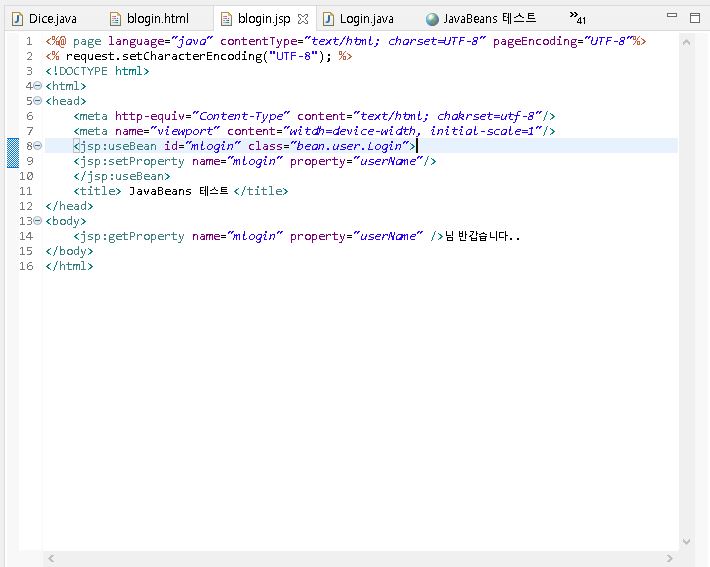 Dice.java blogin.html blogin.jsp Login.java JavaBeans 테스트 41
1 <%@ page language="java" contentType="text/html; charset=UTF-8" pageEncoding="UTF-8"%>
2 <% request.setCharacterEncoding("UTF-8"); %>
3 <!DOCTYPE html>
4 <html>
5 <head>
6 <meta http-equiv="Content-Type" content="text/html; chakrset=utf-8"/>
7 <meta name="viewport" content="witdh=device-width, initial-scale=1"/>
8 <jsp:useBean id="mlogin" class="bean.user.Login">
9 <jsp:setProperty name="mlogin" property="userName"/>
10 </jsp:useBean>
11 <title> JavaBeans 테스트 </title>
12 </head>
13 <body>
14 <jsp:getProperty name="mlogin" property="userName" />님 반갑습니다..
15 </body>
16 </html>